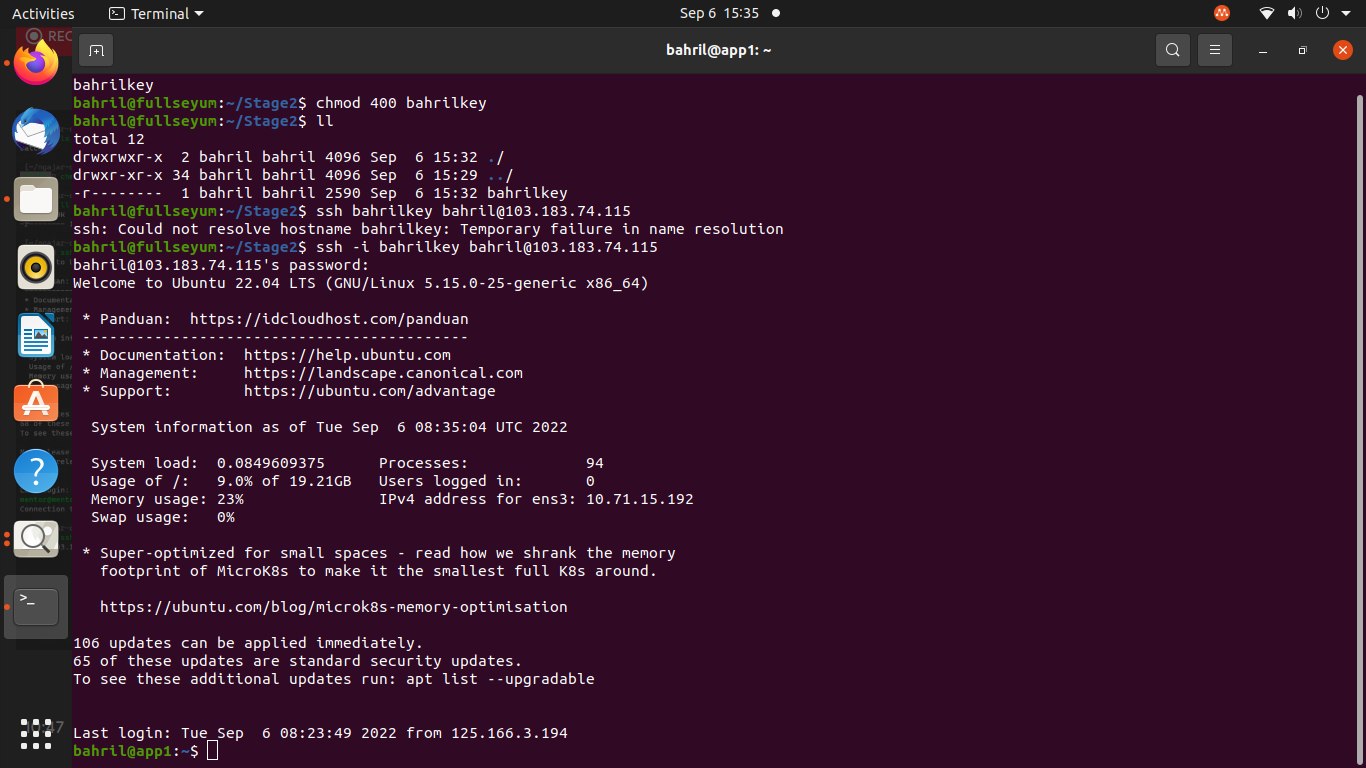 Activities Terminal Sep 6 15:35
REC
bahril@app1: ~
bahrilkey
bahril@fullseyum:~/Stage2$ chmod 400 bahrilkey
bahril@fullseyum:~/Stage2$ ll
total 12
drwxrwxr-x  2 bahril bahril 4096 Sep  6 15:32 ./
drwxr-xr-x 34 bahril bahril 4096 Sep  6 15:29 ../
-r--------  1 bahril bahril 2590 Sep  6 15:32 bahrilkey
bahril@fullseyum:~/Stage2$ ssh bahrilkey bahril@103.183.74.115
ssh: Could not resolve hostname bahrilkey: Temporary failure in name resolution
bahril@fullseyum:~/Stage2$ ssh -i bahrilkey bahril@103.183.74.115
bahril@103.183.74.115's password:
Welcome to Ubuntu 22.04 LTS (GNU/Linux 5.15.0-25-generic x86_64)
 * Panduan:  https://idcloudhost.com/panduan
 -------------------------------------------
 * Documentation:  https://help.ubuntu.com
 * Management:     https://landscape.canonical.com
 * Support:        https://ubuntu.com/advantage
  System information as of Tue Sep  6 08:35:04 UTC 2022
  System load:  0.0849609375      Processes:             94
  Usage of /:   9.0% of 19.21GB   Users logged in:       0
  Memory usage: 23%               IPv4 address for ens3: 10.71.15.192
  Swap usage:   0%
 * Super-optimized for small spaces - read how we shrank the memory
   footprint of MicroK8s to make it the smallest full K8s around.
   https://ubuntu.com/blog/microk8s-memory-optimisation
106 updates can be applied immediately.
65 of these updates are standard security updates.
To see these additional updates run: apt list --upgradable
Last login: Tue Sep  6 08:23:49 2022 from 125.166.3.194
bahril@app1:~$